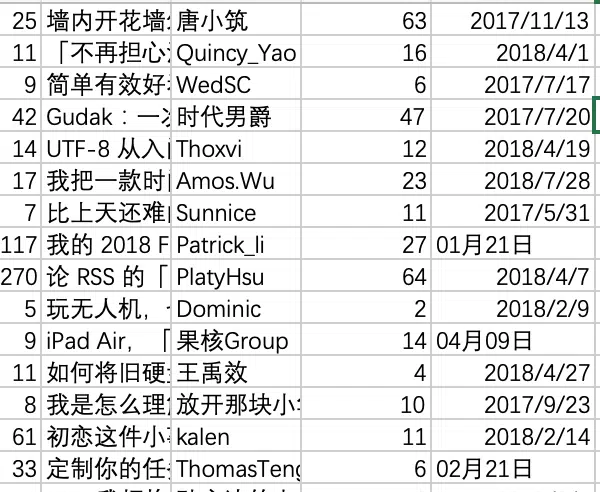 25 墙内开花墙 唐小筑 63 2017/11/13
11 「不再担心 Quincy_Yao 16 2018/4/1
9 简单有效好 WedSC 6 2017/7/17
42 Gudak：一次 时代男爵 47 2017/7/20
14 UTF-8 从入 Thoxvi 12 2018/4/19
17 我把一款时 Amos.Wu 23 2018/7/28
7 比上天还难 Sunnice 11 2017/5/31
117 我的 2018 F Patrick_li 27 01月21日
270 论 RSS 的「 PlatyHsu 64 2018/4/7
5 玩无人机， Dominic 2 2018/2/9
9 iPad Air，「 果核Group 14 04月09日
11 如何将旧硬 王禹效 4 2018/4/27
8 我是怎么理 放开那块小 10 2017/9/23
61 初恋这件小 kalen 11 2018/2/14
33 定制你的任 ThomasTeng 6 02月21日